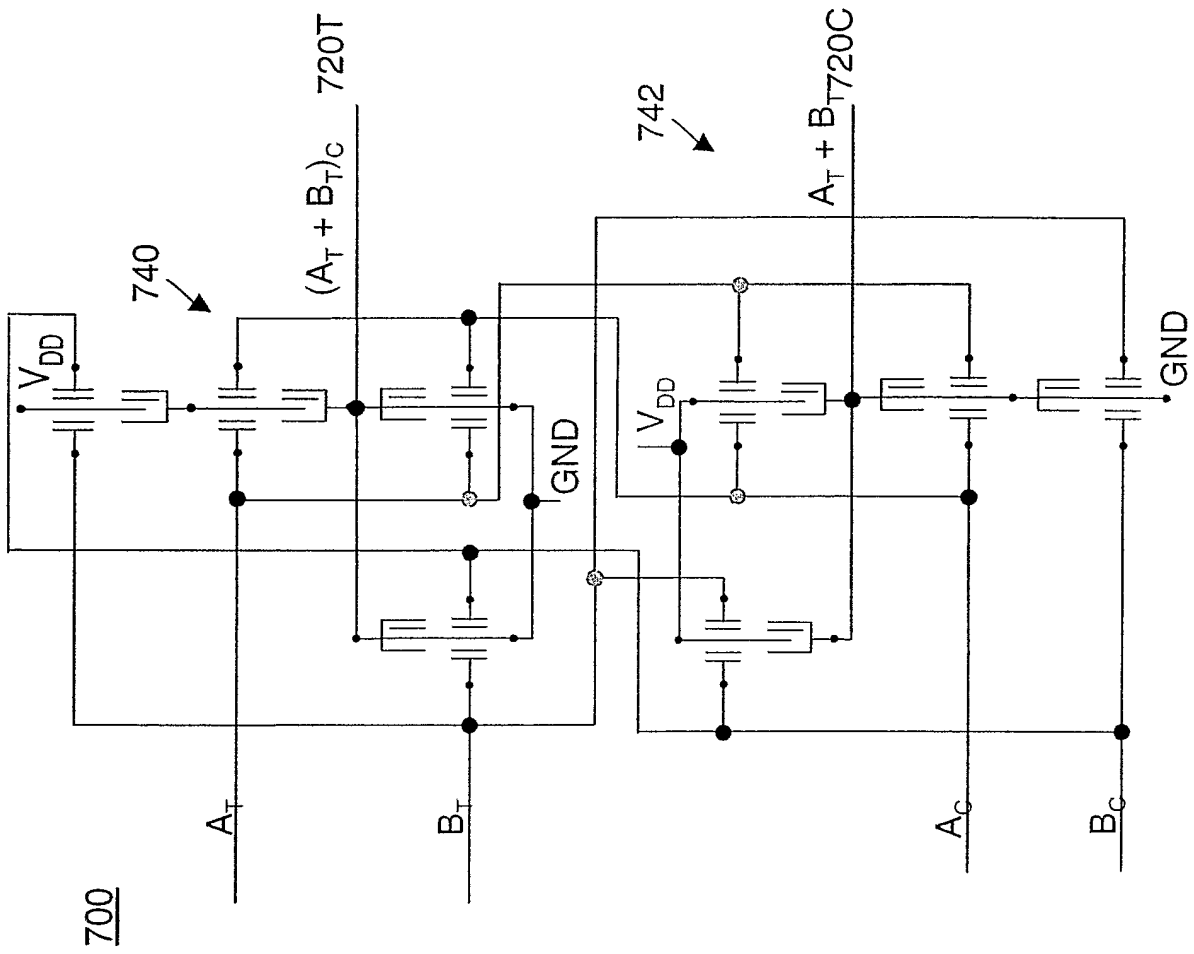 700
740
742
720T
720C
V_DD
(A_T + B_T)_C
A_T
B_T
GND
V_DD
A_T + B_T
A_C
B_C
GND